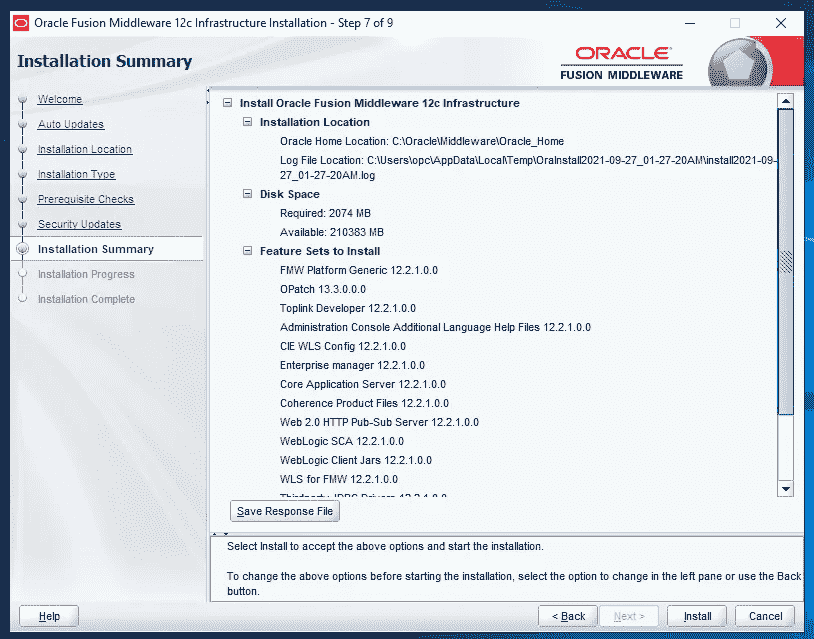 Oracle Fusion Middleware 12c Infrastructure Installation - Step 7 of 9
Installation Summary
ORACLE
FUSION MIDDLEWARE
Welcome
Auto Updates
Installation Location
Installation Type
Prerequisite Checks
Security Updates
Installation Summary
Installation Progress
Installation Complete
Install Oracle Fusion Middleware 12c Infrastructure
Installation Location
Oracle Home Location: C:\Oracle\Middleware\Oracle_Home
Log File Location: C:\Users\opc\AppData\Local\Temp\OraInstall2021-09-27_01-27-20AM\install2021-09-
27_01-27-20AM.log
Disk Space
Required: 2074 MB
Available: 210383 MB
Feature Sets to Install
FMW Platform Generic 12.2.1.0.0
OPatch 13.3.0.0.0
Toplink Developer 12.2.1.0.0
Administration Console Additional Language Help Files 12.2.1.0.0
CIE WLS Config 12.2.1.0.0
Enterprise manager 12.2.1.0.0
Core Application Server 12.2.1.0.0
Coherence Product Files 12.2.1.0.0
Web 2.0 HTTP Pub-Sub Server 12.2.1.0.0
WebLogic SCA 12.2.1.0.0
WebLogic Client Jars 12.2.1.0.0
WLS for FMW 12.2.1.0.0
Thirdparty JDBC Drivers 12.2.1.0.0
Save Response File
Select Install to accept the above options and start the installation.
To change the above options before starting the installation, select the option to change in the left pane or use the Back
button.
Help
< Back
Next >
Install
Cancel